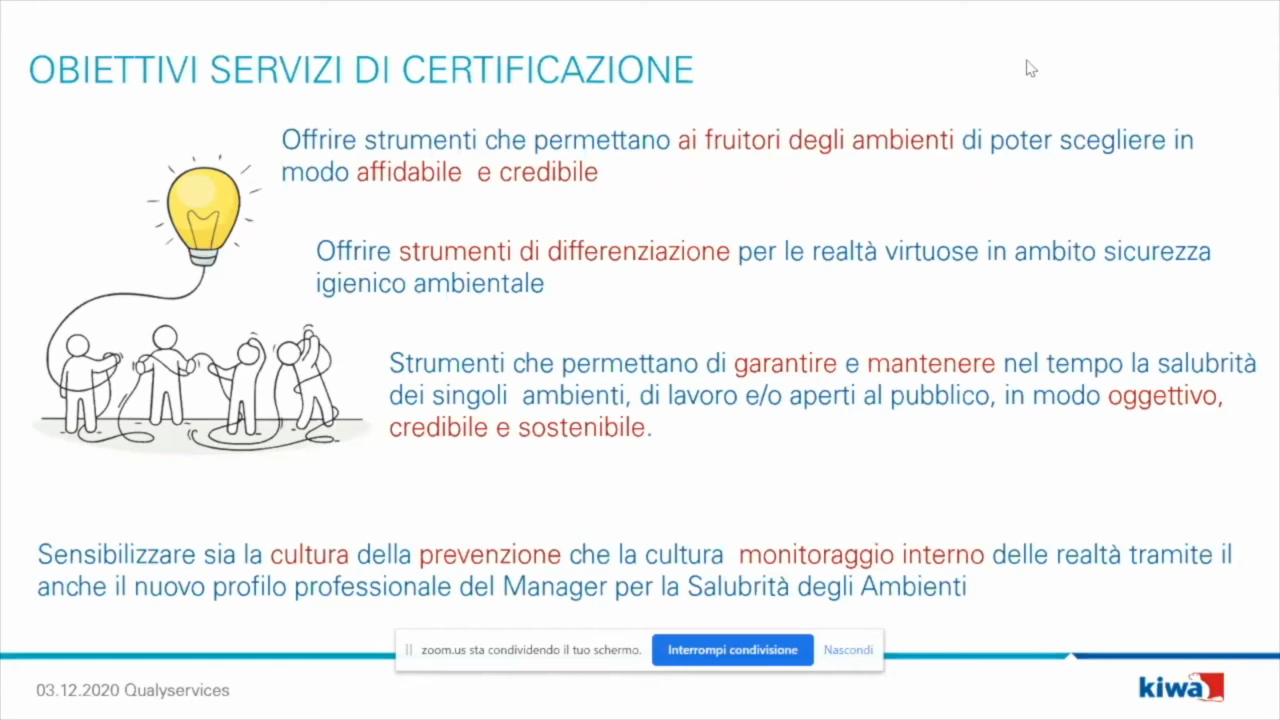 OBIETTIVI SERVIZI DI CERTIFICAZIONE
Offrire strumenti che permettano ai fruitori degli ambienti di poter scegliere in
modo affidabile e credibile
Offrire strumenti di differenziazione per le realtà virtuose in ambito sicurezza
igienico ambientale
Strumenti che permettano di garantire e mantenere nel tempo la salubrità
dei singoli ambienti, di lavoro e/o aperti al pubblico, in modo oggettivo,
credibile e sostenibile.
Sensibilizzare sia la cultura della prevenzione che la cultura monitoraggio interno delle realtà tramite il
anche il nuovo profilo professionale del Manager per la Salubrità degli Ambienti
zoom.us sta condividendo il tuo schermo. Interrompi condivisione Nascondi
03.12.2020 Qualyservices
kiwa